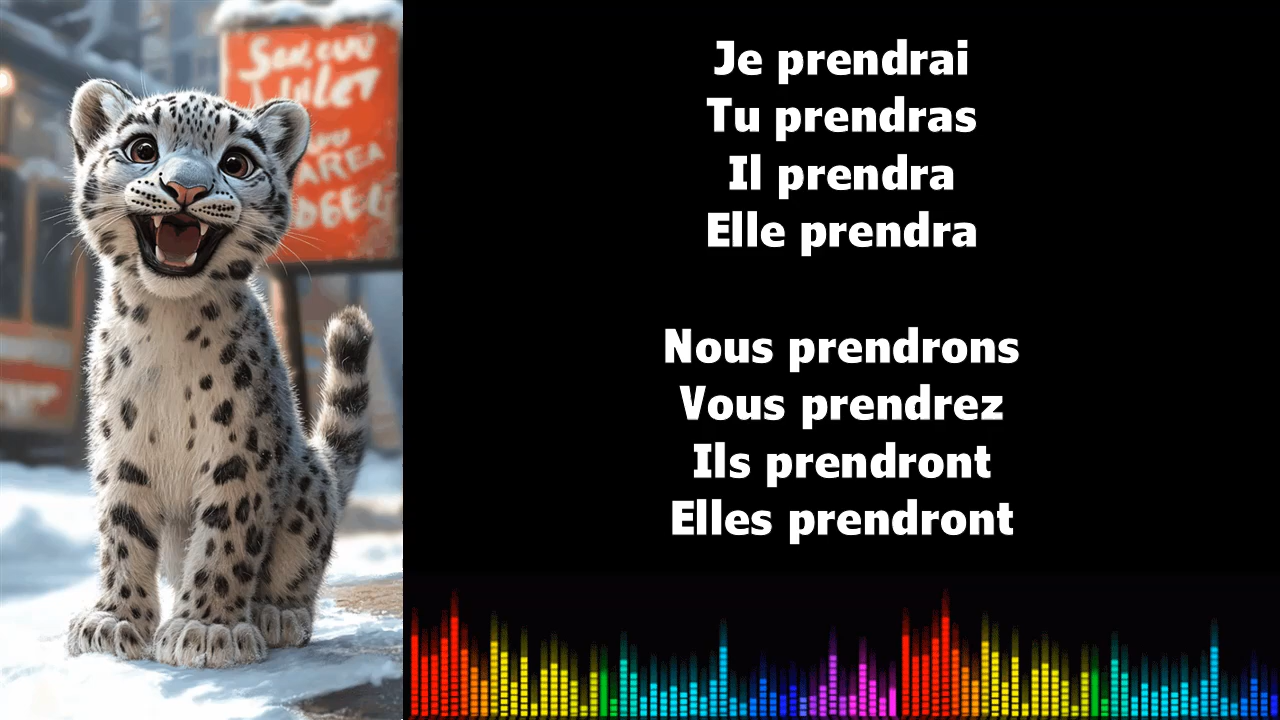 Je prendrai
Tu prendras
Il prendra
Elle prendra
Nous prendrons
Vous prendrez
Ils prendront
Elles prendront